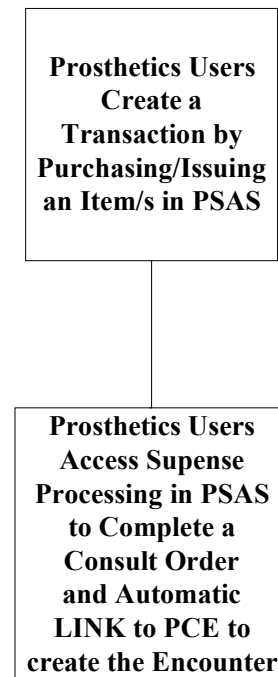 Prosthetics Users
Create a
Transaction by
Purchasing/Issuing
an Item/s in PSAS
Prosthetics Users
Access Supense
Processing in PSAS
to Complete a
Consult Order
and Automatic
LINK to PCE to
create the Encounter